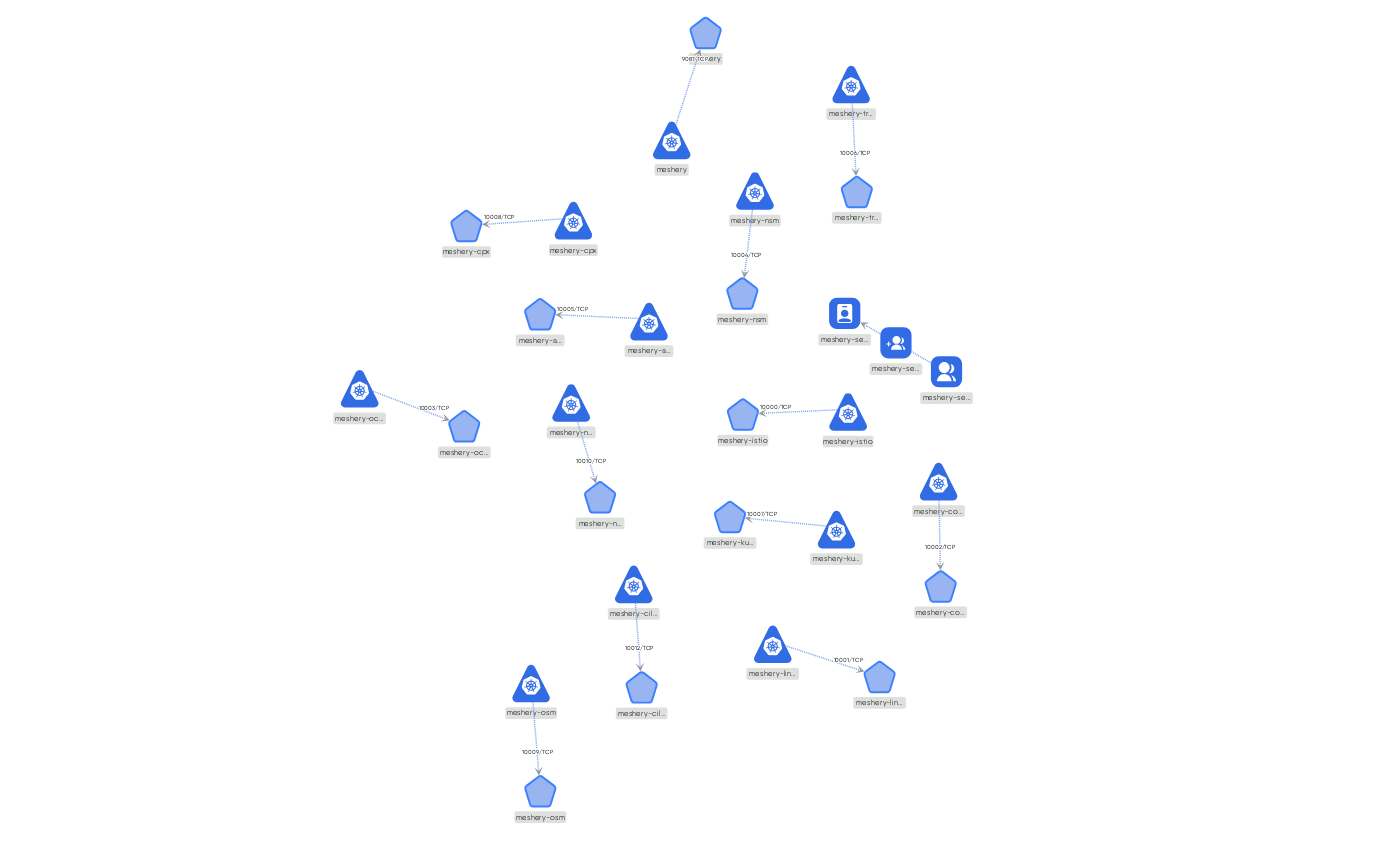 9081/TCP
meshery
meshery-tr...
10006/TCP
meshery-tr...
meshery-nsm
10004/TCP
meshery-nsm
10008/TCP
meshery-cpx
meshery-cpx
10005/TCP
meshery-a...
meshery-a...
meshery-se...
meshery-se...
meshery-se...
10003/TCP
meshery-oc...
meshery-oc...
meshery-n...
10010/TCP
meshery-n...
10000/TCP
meshery-istio
meshery-istio
meshery-co...
10002/TCP
meshery-co...
10007/TCP
meshery-ku...
meshery-ku...
meshery-cil...
10012/TCP
meshery-cil...
10001/TCP
meshery-lin...
meshery-lin...
meshery-osm
10009/TCP
meshery-osm